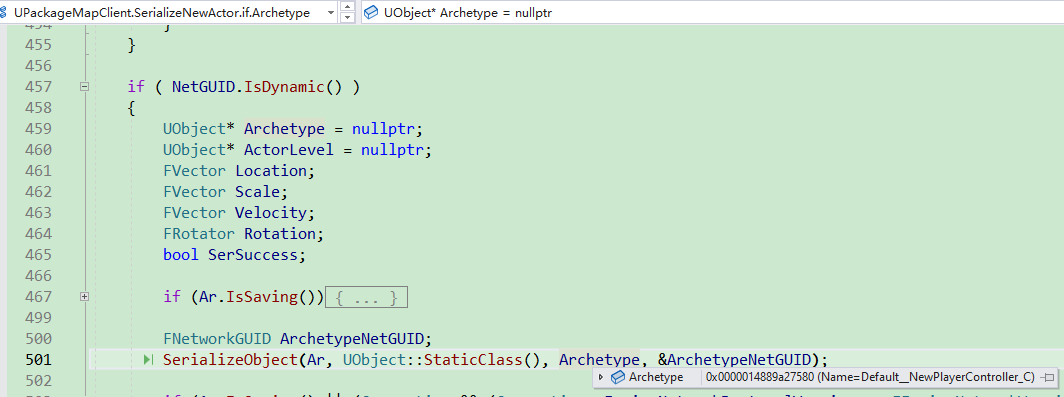 UPackageMapClient.SerializeNewActor.if.Archetype UObject* Archetype = nullptr
455 }
456
457 if ( NetGUID.IsDynamic() )
458 {
459 UObject* Archetype = nullptr;
460 UObject* ActorLevel = nullptr;
461 FVector Location;
462 FVector Scale;
463 FVector Velocity;
464 FRotator Rotation;
465 bool SerSuccess;
466
467 if (Ar.IsSaving()) { ... }
499
500 FNetworkGUID ArchetypeNetGUID;
501 SerializeObject(Ar, UObject::StaticClass(), Archetype, &ArchetypeNetGUID);
Archetype 0x0000014889a27580 (Name=Default__NewPlayerController_C)
502